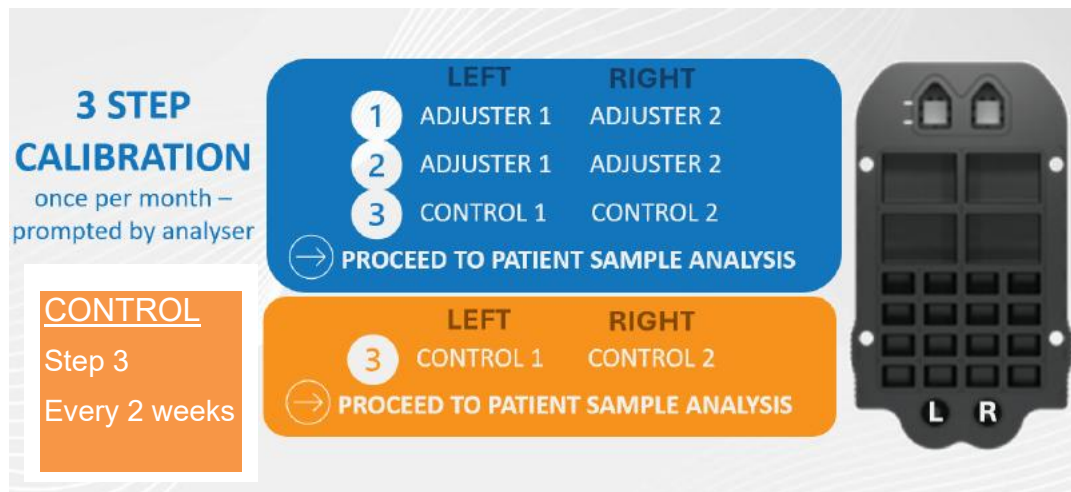 3 STEP
CALIBRATION
once per month –
prompted by analyser
LEFT RIGHT
1 ADJUSTER 1 ADJUSTER 2
2 ADJUSTER 1 ADJUSTER 2
3 CONTROL 1 CONTROL 2
PROCEED TO PATIENT SAMPLE ANALYSIS
CONTROL
Step 3
Every 2 weeks
LEFT RIGHT
3 CONTROL 1 CONTROL 2
PROCEED TO PATIENT SAMPLE ANALYSIS
L R